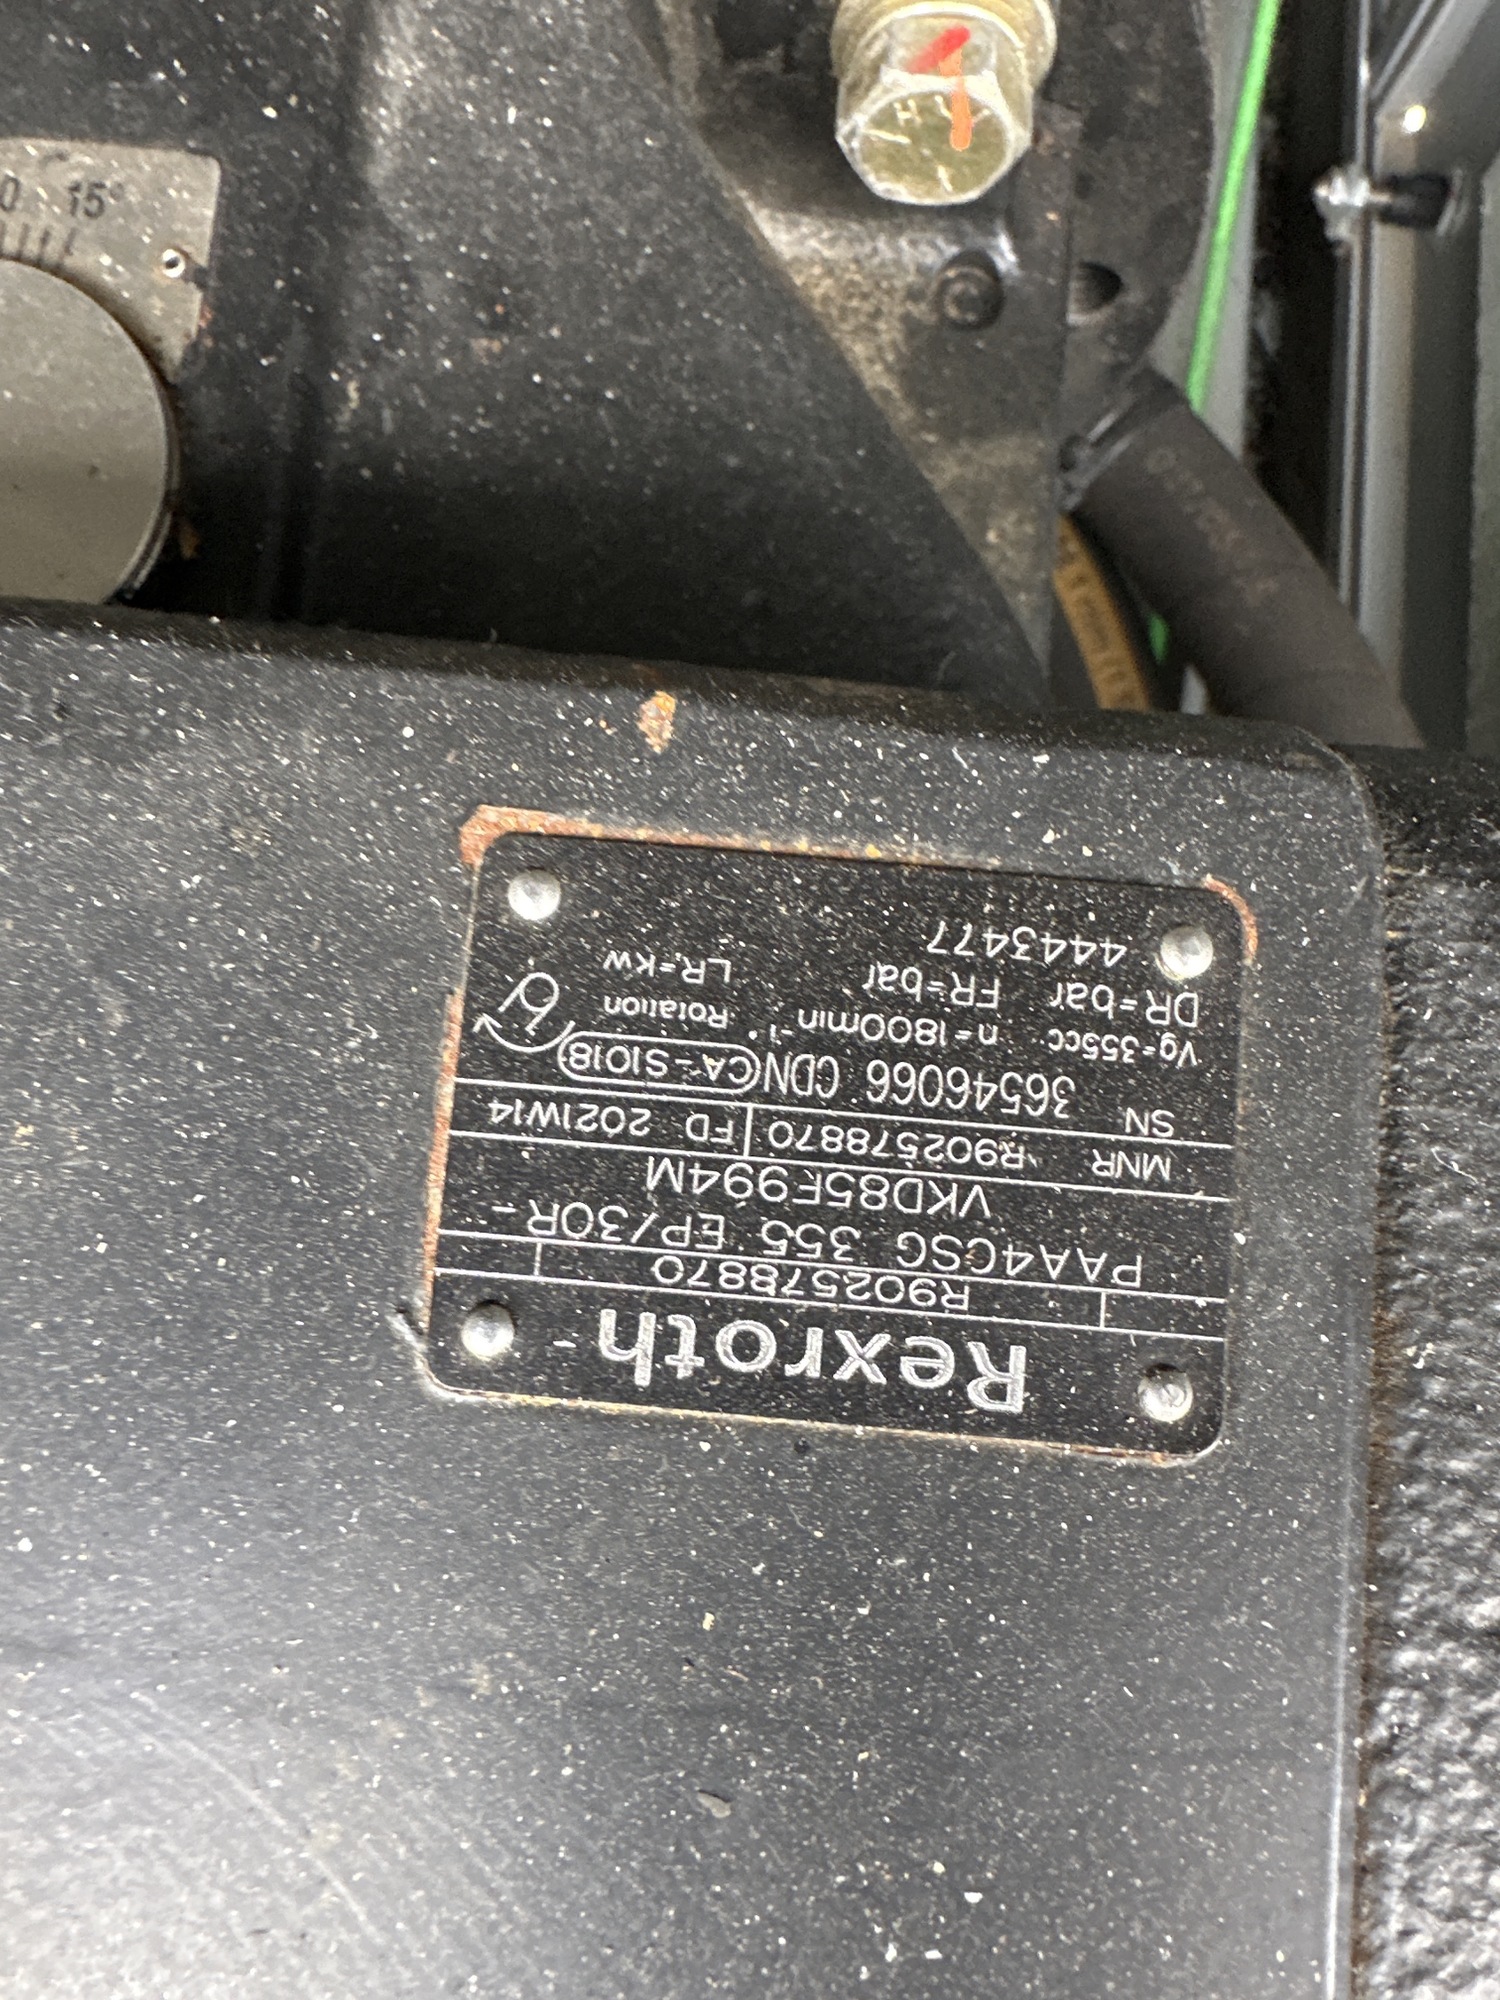 Rexroth
R902578870
PAA4CSG 355 EP/30R-
VKD85F994M
MNR R902578870 FD 2021W14
SN 36546066 CDN CA-S1018
Vg=355cc n=1800min⁻¹ Rotation
DR=bar FR=bar LR=KW
4443477
0 15°